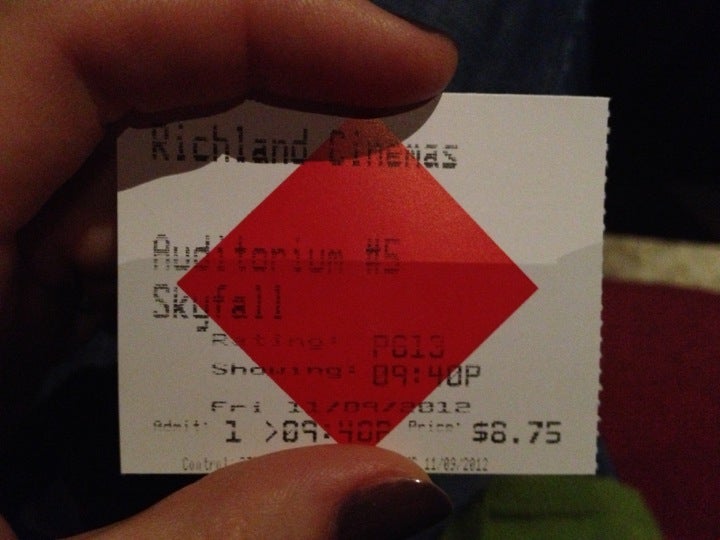 Richland Cinemas
Auditorium #5
Skyfall
Rating: PG13
Showing: 09:40P
Fri 11/09/2012
Admit: 1 >09:40P Price: $8.75
Control: 11/09/2012